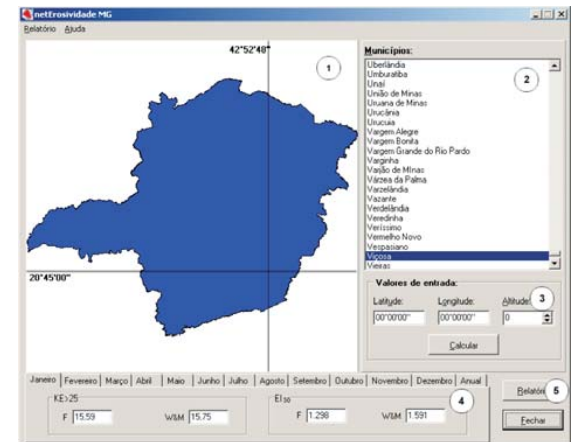 netErosividade MG
Relatório Ajuda
42°52'48"
1
20°45'00"
Municípios:
Uberlândia
Umburatiba
Unaí
União de Minas
Uruana de Minas
Urucânia
Urucuia
Vargem Alegre
Vargem Bonita
Vargem Grande do Rio Pardo
Varginha
Varjão de MInas
Várzea da Palma
Varzelândia
Vazante
Verdelândia
Veredinha
Veríssimo
Vermelho Novo
Vespasiano
Viçosa
Vieiras
2
Valores de entrada:
Latitude: Longitude: Altitude: 3
00°00'00" 00°00'00" 0
Calcular
Janeiro Fevereiro Março Abril Maio Junho Julho Agosto Setembro Outubro Novembro Dezembro Anual
KE>25
F 15,59 W&M 15,75
EI30
F 1.298 W&M 1.591
4
Relatóri 5
Fechar